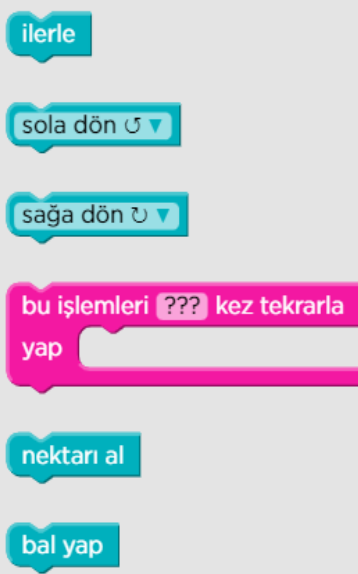 ilerle
sola dön ↺ ▼
sağa dön ↻ ▼
bu işlemleri ??? kez tekrarla
yap
nektarı al
bal yap